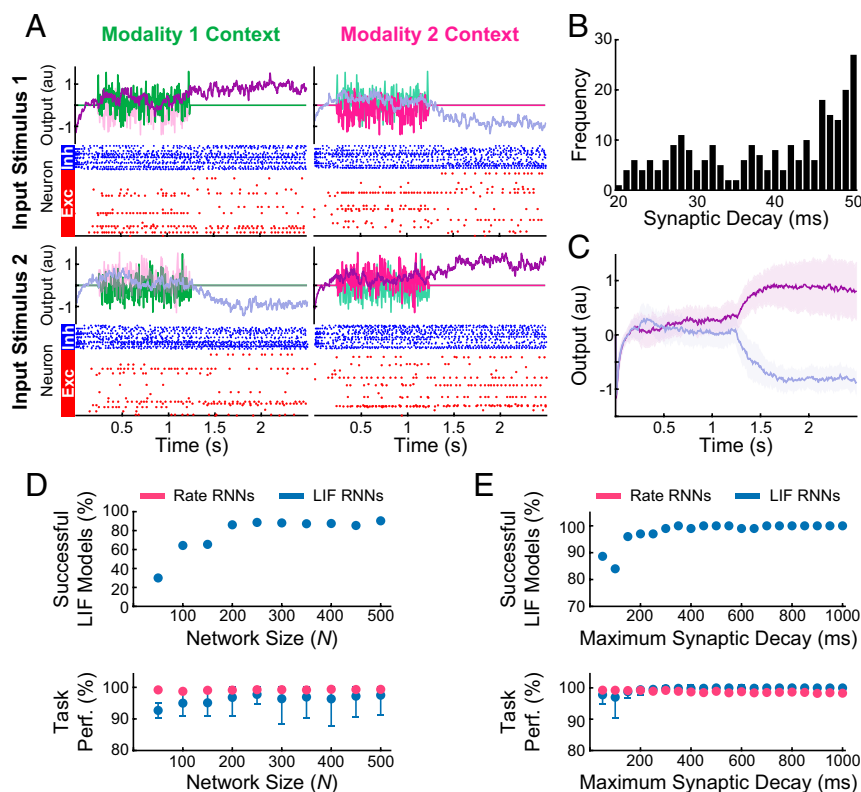 A
Modality 1 Context
Modality 2 Context
Input Stimulus 1
Output (au)
1
-1
Neuron
Inh
Exc
Input Stimulus 2
Output (au)
1
-1
Neuron
Inh
Exc
0.5 1 1.5 2
Time (s)
0.5 1 1.5 2
Time (s)
B
Frequency
30
20
10
0
20 30 40 50
Synaptic Decay (ms)
C
Output (au)
1
0
-1
0.5 1 1.5 2
Time (s)
D
Rate RNNs LIF RNNs
Successful
LIF Models (%)
100
80
60
40
20
0
100 200 300 400 500
Network Size (N)
Task
Perf. (%)
100
90
80
100 200 300 400 500
Network Size (N)
E
Rate RNNs LIF RNNs
Successful
LIF Models (%)
100
90
80
70
200 400 600 800 1000
Maximum Synaptic Decay (ms)
Task
Perf. (%)
100
90
80
200 400 600 800 1000
Maximum Synaptic Decay (ms)